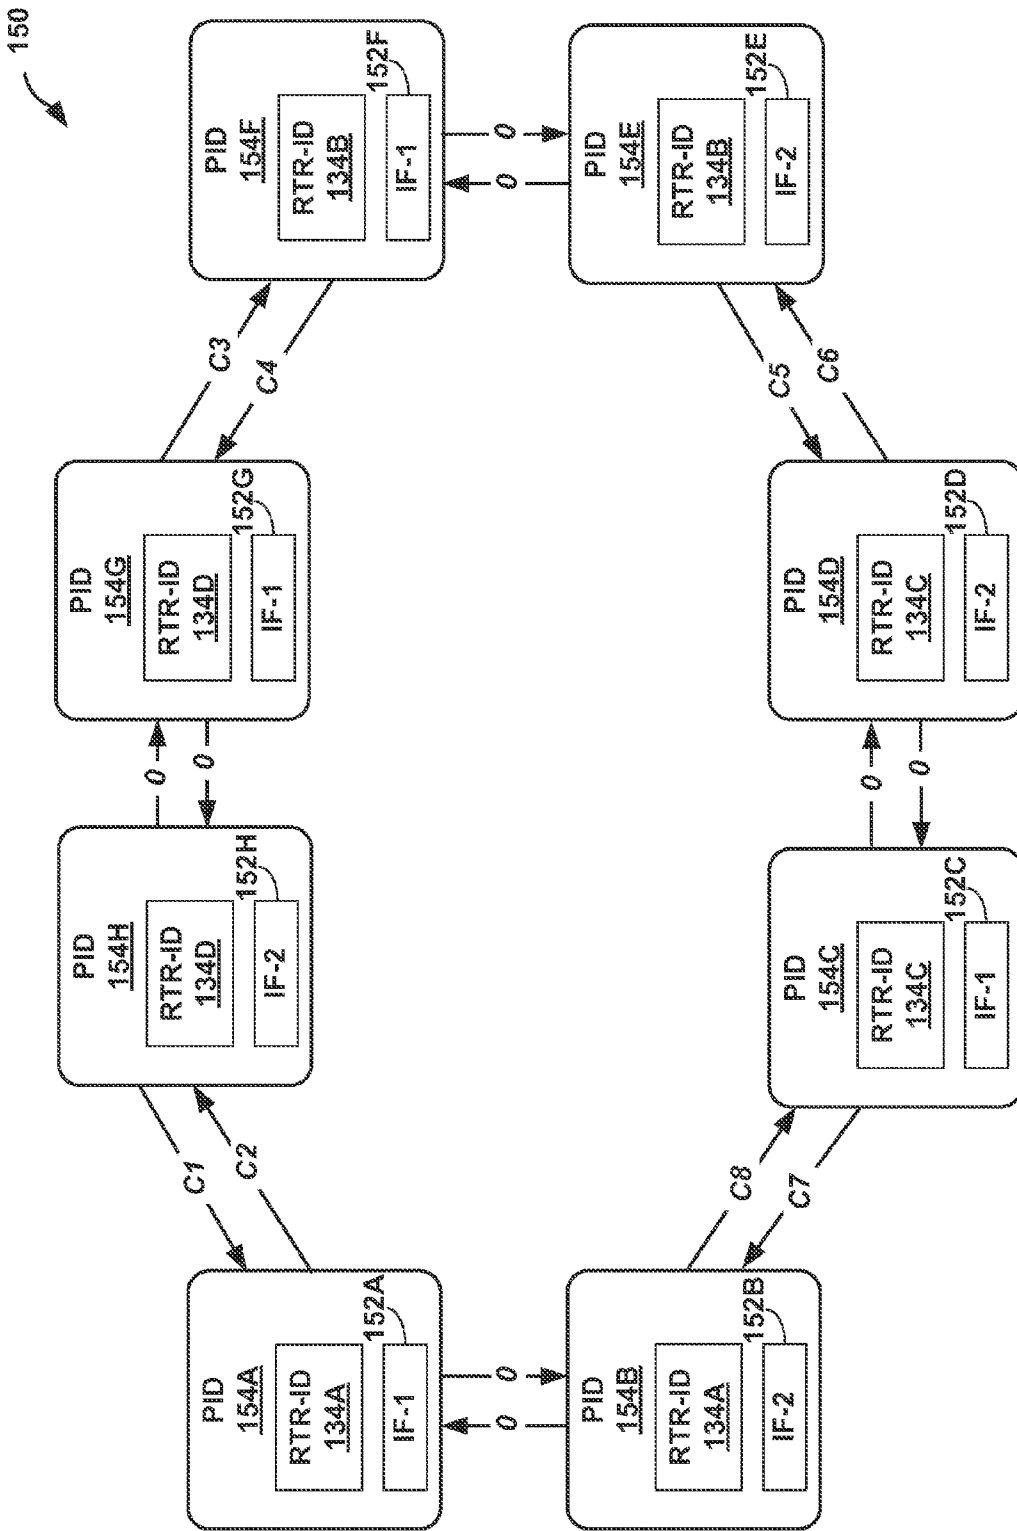 150
PID
154H
RTR-ID
134D
152H
IF-2
0
0
PID
154G
RTR-ID
134D
152G
IF-1
C1
C2
C3
C4
PID
154A
RTR-ID
134A
152A
IF-1
PID
154F
RTR-ID
134B
152F
IF-1
0
0
0
0
PID
154B
RTR-ID
134A
152B
IF-2
PID
154E
RTR-ID
134B
152E
IF-2
C8
C7
C5
C6
PID
154C
RTR-ID
134C
152C
IF-1
0
0
PID
154D
RTR-ID
134C
152D
IF-2